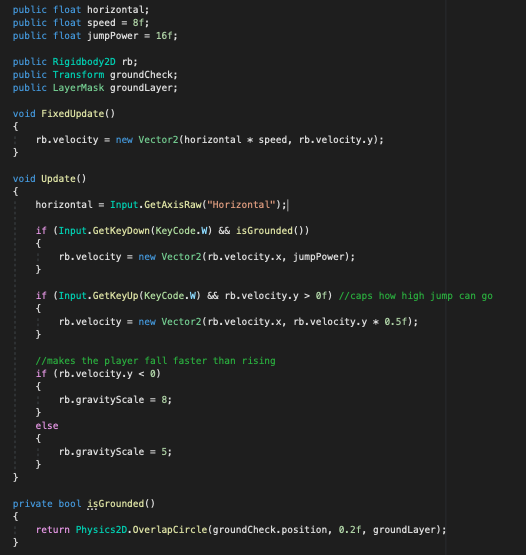 public float horizontal;
public float speed = 8f;
public float jumpPower = 16f;

public Rigidbody2D rb;
public Transform groundCheck;
public LayerMask groundLayer;

void FixedUpdate()
{
    rb.velocity = new Vector2(horizontal * speed, rb.velocity.y);
}

void Update()
{
    horizontal = Input.GetAxisRaw("Horizontal");

    if (Input.GetKeyDown(KeyCode.W) && isGrounded())
    {
        rb.velocity = new Vector2(rb.velocity.x, jumpPower);
    }

    if (Input.GetKeyUp(KeyCode.W) && rb.velocity.y > 0f) //caps how high jump can go
    {
        rb.velocity = new Vector2(rb.velocity.x, rb.velocity.y * 0.5f);
    }

    //makes the player fall faster than rising
    if (rb.velocity.y < 0)
    {
        rb.gravityScale = 8;
    }
    else
    {
        rb.gravityScale = 5;
    }
}

private bool isGrounded()
{
    return Physics2D.OverlapCircle(groundCheck.position, 0.2f, groundLayer);
}